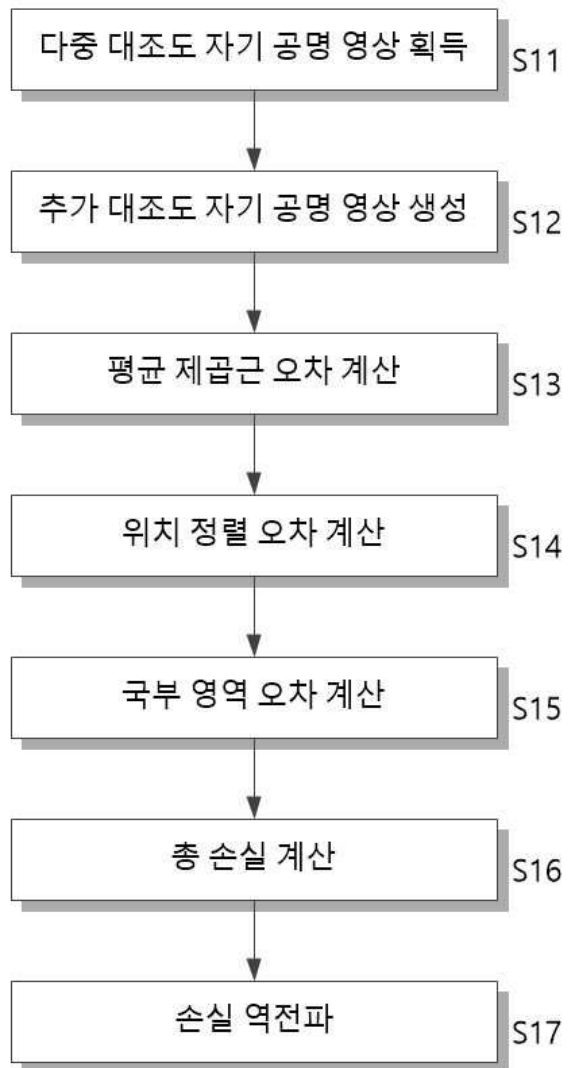 다중 대조도 자기 공명 영상 획득
S11
추가 대조도 자기 공명 영상 생성
S12
평균 제곱근 오차 계산
S13
위치 정렬 오차 계산
S14
국부 영역 오차 계산
S15
총 손실 계산
S16
손실 역전파
S17